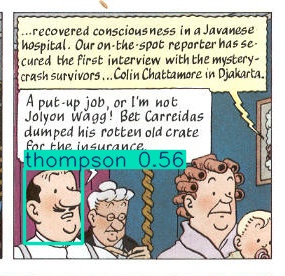 ...recovered consciousness in a Javanese
hospital. Our on-the-spot reporter has se-
cured the first interview with the mystery-
crash survivors...Colin Chattamore in Djakarta.
A put-up job, or I'm not
Jolyon Wagg! Bet Carreidas
dumped his rotten old crate
for the insurance.
thompson 0.56